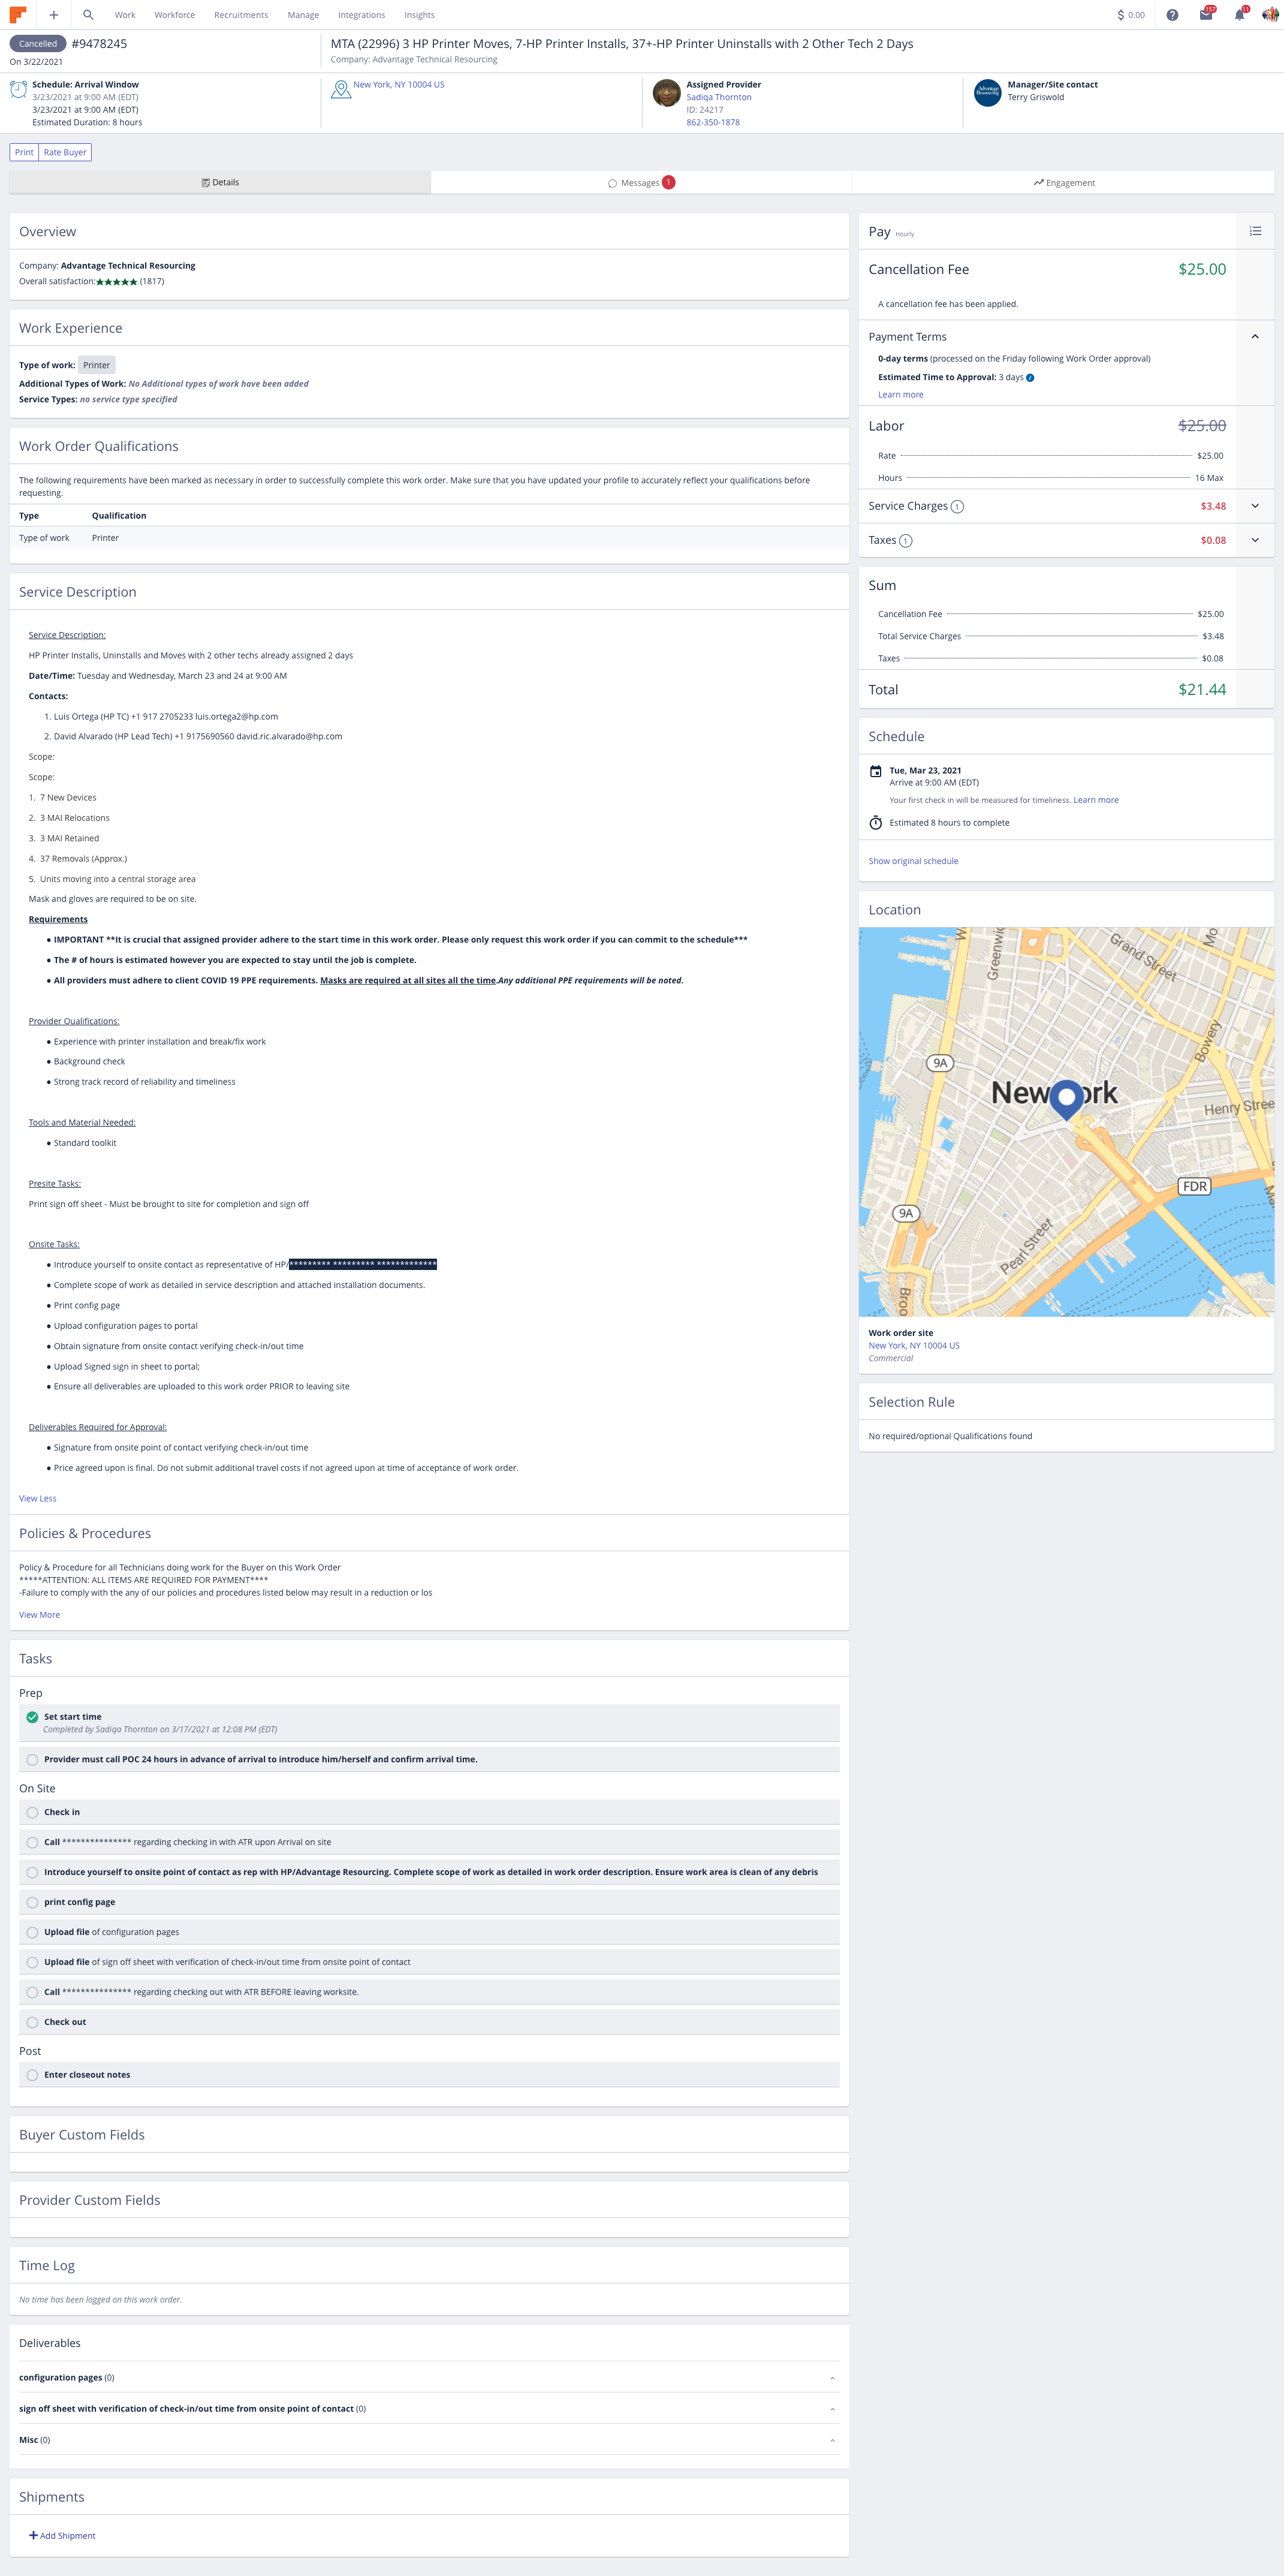 Work Workforce Recruitments Manage Integrations Insights $ 0.00 157 11
Cancelled #9478245
On 3/22/2021
MTA (22996) 3 HP Printer Moves, 7-HP Printer Installs, 37+-HP Printer Uninstalls with 2 Other Tech 2 Days
Company: Advantage Technical Resourcing
Schedule: Arrival Window
3/23/2021 at 9:00 AM (EDT)
3/23/2021 at 9:00 AM (EDT)
Estimated Duration: 8 hours
New York, NY 10004 US
Assigned Provider
Sadiqa Thornton
ID: 24217
862-350-1878
Manager/Site contact
Terry Griswold
Print Rate Buyer
Details
Messages 1
Engagement
Overview
Company: Advantage Technical Resourcing
Overall satisfaction:★★★★★ (1817)
Work Experience
Type of work: Printer
Additional Types of Work: No Additional types of work have been added
Service Types: no service type specified
Work Order Qualifications
The following requirements have been marked as necessary in order to successfully complete this work order. Make sure that you have updated your profile to accurately reflect your qualifications before
requesting.
Type Qualification
Type of work Printer
Service Description
Service Description:
HP Printer Installs, Uninstalls and Moves with 2 other techs already assigned 2 days
Date/Time: Tuesday and Wednesday, March 23 and 24 at 9:00 AM
Contacts:
1. Luis Ortega (HP TC) +1 917 2705233 luis.ortega2@hp.com
2. David Alvarado (HP Lead Tech) +1 9175690560 david.ric.alvarado@hp.com
Scope:
Scope:
1. 7 New Devices
2. 3 MAI Relocations
3. 3 MAI Retained
4. 37 Removals (Approx.)
5. Units moving into a central storage area
Mask and gloves are required to be on site.
Requirements
● IMPORTANT **It is crucial that assigned provider adhere to the start time in this work order. Please only request this work order if you can commit to the schedule***
● The # of hours is estimated however you are expected to stay until the job is complete.
● All providers must adhere to client COVID 19 PPE requirements. Masks are required at all sites all the time.Any additional PPE requirements will be noted.
Provider Qualifications:
● Experience with printer installation and break/fix work
● Background check
● Strong track record of reliability and timeliness
Tools and Material Needed:
● Standard toolkit
Presite Tasks:
Print sign off sheet - Must be brought to site for completion and sign off
Onsite Tasks:
● Introduce yourself to onsite contact as representative of HP/********* ********* *************
● Complete scope of work as detailed in service description and attached installation documents.
● Print config page
● Upload configuration pages to portal
● Obtain signature from onsite contact verifying check-in/out time
● Upload Signed sign in sheet to portal;
● Ensure all deliverables are uploaded to this work order PRIOR to leaving site
Deliverables Required for Approval:
● Signature from onsite point of contact verifying check-in/out time
● Price agreed upon is final. Do not submit additional travel costs if not agreed upon at time of acceptance of work order.
View Less
Policies & Procedures
Policy & Procedure for all Technicians doing work for the Buyer on this Work Order
*****ATTENTION: ALL ITEMS ARE REQUIRED FOR PAYMENT****
-Failure to comply with the any of our policies and procedures listed below may result in a reduction or los
View More
Tasks
Prep
Set start time
Completed by Sadiqa Thornton on 3/17/2021 at 12:08 PM (EDT)
Provider must call POC 24 hours in advance of arrival to introduce him/herself and confirm arrival time.
On Site
Check in
Call *************** regarding checking in with ATR upon Arrival on site
Introduce yourself to onsite point of contact as rep with HP/Advantage Resourcing. Complete scope of work as detailed in work order description. Ensure work area is clean of any debris
print config page
Upload file of configuration pages
Upload file of sign off sheet with verification of check-in/out time from onsite point of contact
Call *************** regarding checking out with ATR BEFORE leaving worksite.
Check out
Post
Enter closeout notes
Buyer Custom Fields
Provider Custom Fields
Time Log
No time has been logged on this work order.
Deliverables
configuration pages (0)
sign off sheet with verification of check-in/out time from onsite point of contact (0)
Misc (0)
Shipments
+ Add Shipment
Pay Hourly
Cancellation Fee $25.00
A cancellation fee has been applied.
Payment Terms
0-day terms (processed on the Friday following Work Order approval)
Estimated Time to Approval: 3 days
Learn more
Labor $25.00
Rate $25.00
Hours 16 Max
Service Charges 1 $3.48
Taxes 1 $0.08
Sum
Cancellation Fee $25.00
Total Service Charges $3.48
Taxes $0.08
Total $21.44
Schedule
Tue, Mar 23, 2021
Arrive at 9:00 AM (EDT)
Your first check in will be measured for timeliness. Learn more
Estimated 8 hours to complete
Show original schedule
Location
Grand Street
Bowery
9A
Henry Stree
FDR
9A
Pearl Street
Work order site
New York, NY 10004 US
Commercial
Selection Rule
No required/optional Qualifications found